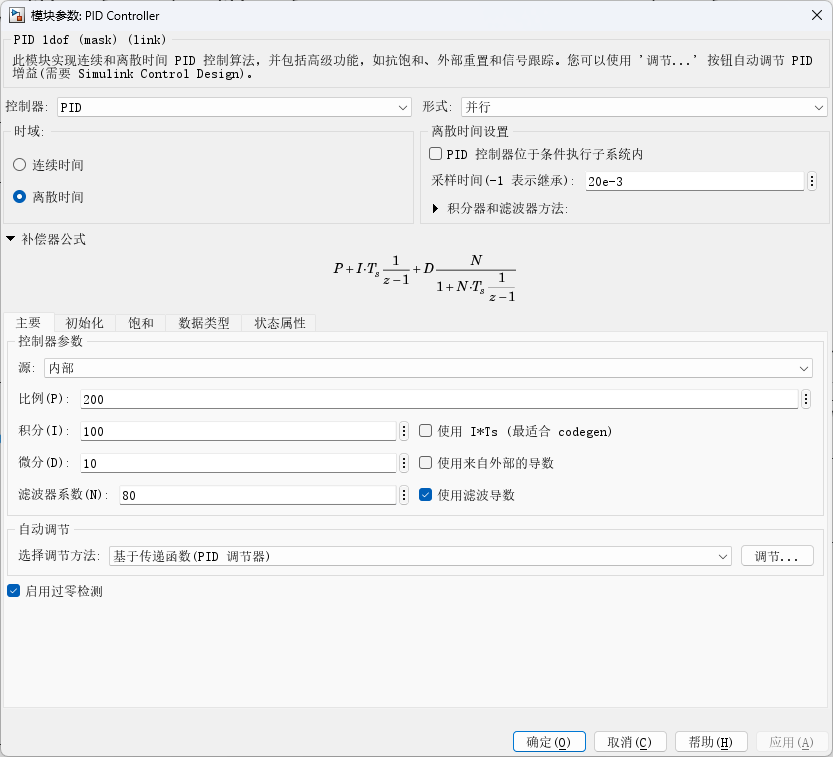 模块参数: PID Controller
PID 1dof (mask) (link)
此模块实现连续和离散时间 PID 控制算法，并包括高级功能，如抗饱和、外部重置和信号跟踪。您可以使用 '调节...' 按钮自动调节 PID
增益(需要 Simulink Control Design)。
控制器: PID 形式: 并行
时域:
离散时间设置
连续时间
PID 控制器位于条件执行子系统内
离散时间
采样时间(-1 表示继承): 20e-3
积分器和滤波器方法:
补偿器公式
P+I·Ts 1/(z−1) + D N/(1+N·Ts 1/(z−1))
主要 初始化 饱和 数据类型 状态属性
控制器参数
源: 内部
比例(P): 200
积分(I): 100 使用 I*Ts (最适合 codegen)
微分(D): 10 使用来自外部的导数
滤波器系数(N): 80 使用滤波导数
自动调节
选择调节方法: 基于传递函数(PID 调节器) 调节...
启用过零检测
确定(O) 取消(C) 帮助(H) 应用(A)